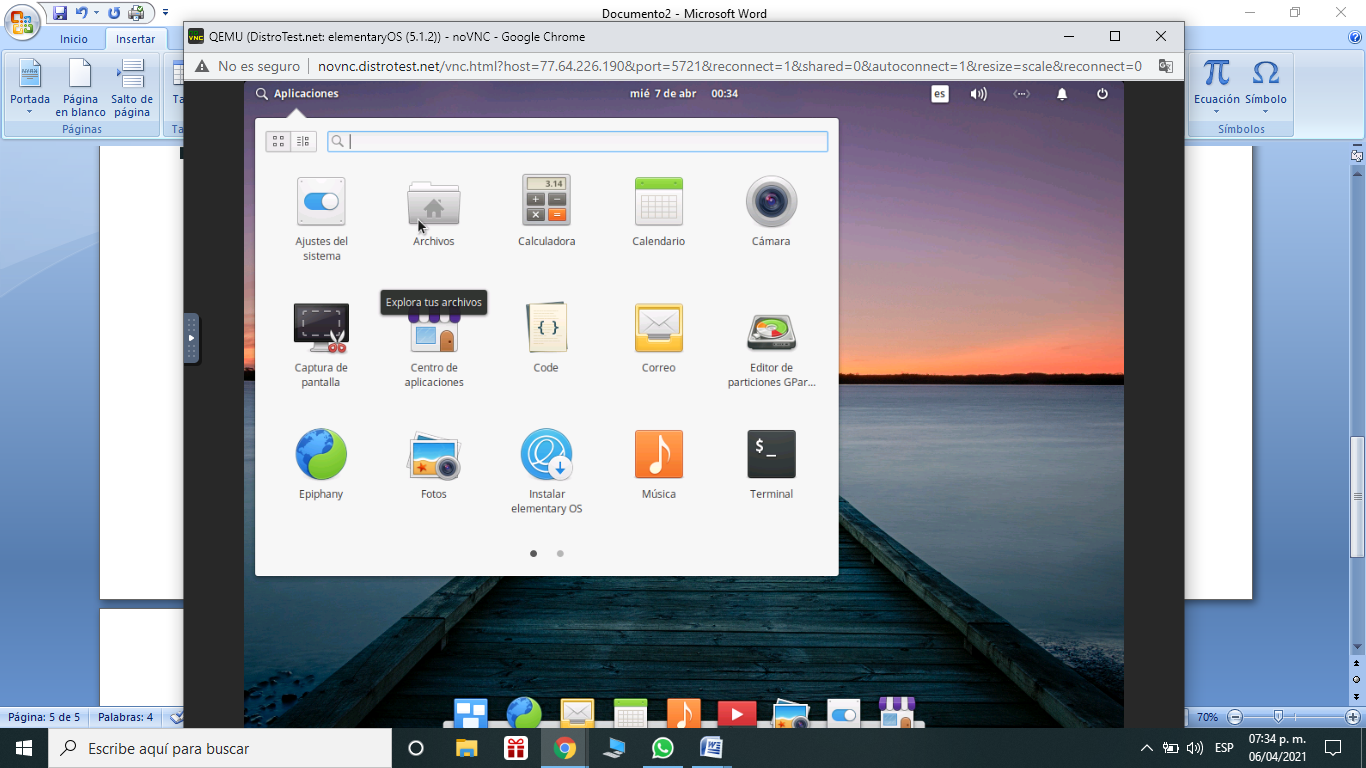 Documento2 - Microsoft Word
Inicio
Insertar
Portada
Página en blanco
Salto de página
Páginas
Ta
Ta
Ecuación
Símbolo
Símbolos
QEMU (DistroTest.net: elementaryOS (5.1.2)) - noVNC - Google Chrome
No es seguro
novnc.distrotest.net/vnc.html?host=77.64.226.190&port=5721&reconnect=1&shared=0&autoconnect=1&resize=scale&reconnect=0
Aplicaciones
mié 7 de abr 00:34
es
Ajustes del
sistema
Archivos
3.14
Calculadora
Calendario
Cámara
Explora tus archivos
Captura de
pantalla
Centro de
aplicaciones
{ }
Code
Correo
Editor de
particiones GPar...
Epiphany
Fotos
Instalar
elementary OS
Música
$_
Terminal
Página: 5 de 5
Palabras: 4
70%
Escribe aquí para buscar
ESP
07:34 p. m.
06/04/2021